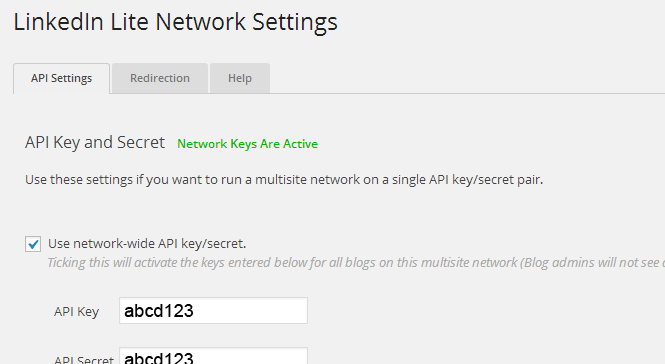 LinkedIn Lite Network Settings
API Settings Redirection Help
API Key and Secret Network Keys Are Active
Use these settings if you want to run a multisite network on a single API key/secret pair.
Use network-wide API key/secret.
Ticking this will activate the keys entered below for all blogs on this multisite network (Blog admins will not see
API Key abcd123
API Secret abcd123